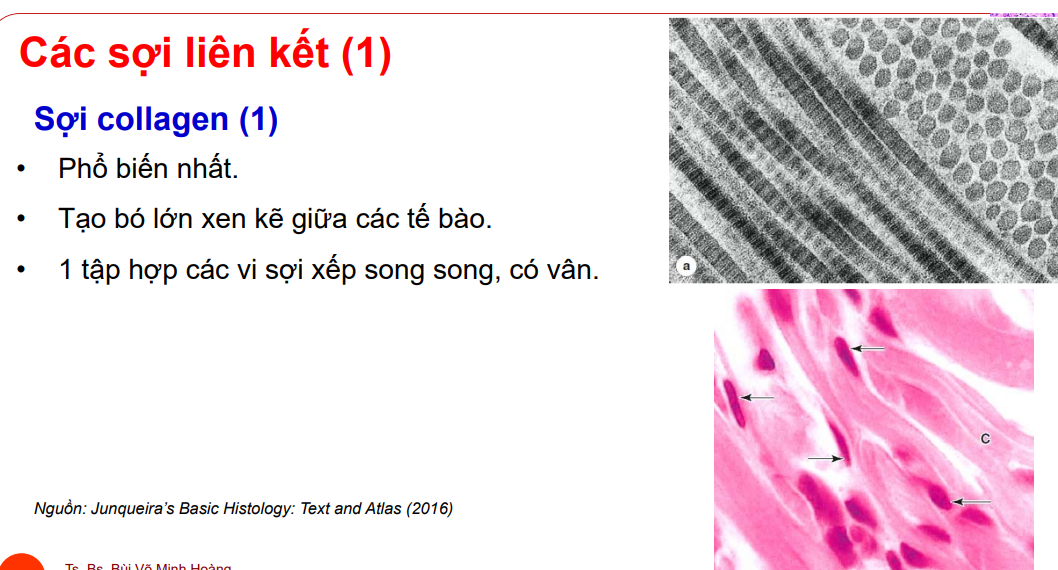 Các sợi liên kết (1)
Sợi collagen (1)
• Phổ biến nhất.
• Tạo bó lớn xen kẽ giữa các tế bào.
• 1 tập hợp các vi sợi xếp song song, có vân.
a
C
Nguồn: Junqueira's Basic Histology: Text and Atlas (2016)
Ts. Bs. Bùi Võ Minh Hoàng